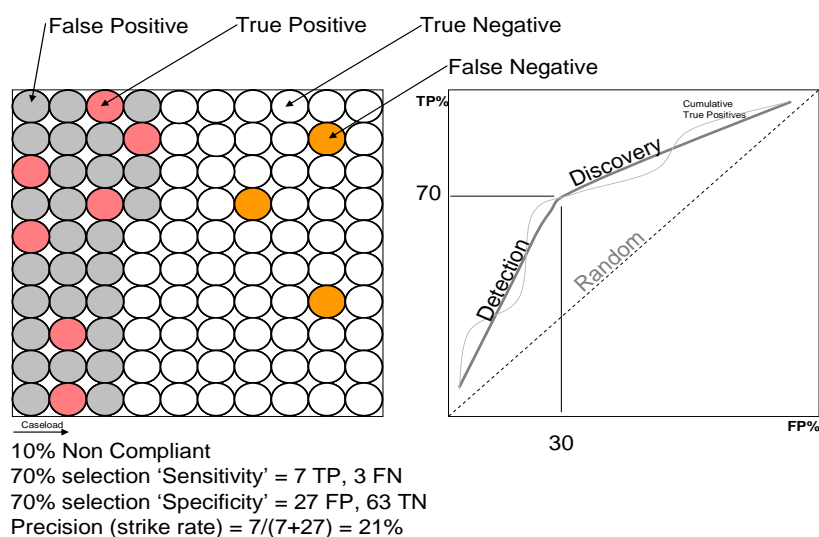 False Positive
True Positive
True Negative
False Negative
TP%
Cumulative
True Positives
Discovery
70
Detection
Random
Caseload
FP%
30
10% Non Compliant
70% selection ‘Sensitivity’ = 7 TP, 3 FN
70% selection ‘Specificity’ = 27 FP, 63 TN
Precision (strike rate) = 7/(7+27) = 21%